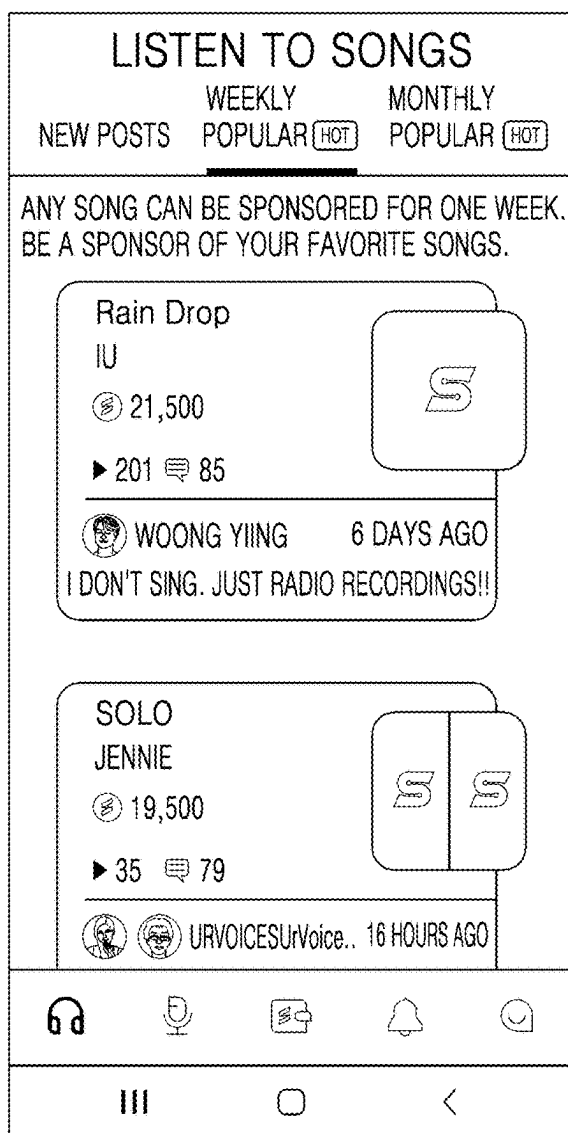 LISTEN TO SONGS
NEW POSTS
WEEKLY
POPULAR HOT
MONTHLY
POPULAR HOT
ANY SONG CAN BE SPONSORED FOR ONE WEEK.
BE A SPONSOR OF YOUR FAVORITE SONGS.
Rain Drop
IU
21,500
201 85
WOONG YIING 6 DAYS AGO
I DON'T SING. JUST RADIO RECORDINGS!!
SOLO
JENNIE
19,500
35 79
URVOICESUrVoice.. 16 HOURS AGO